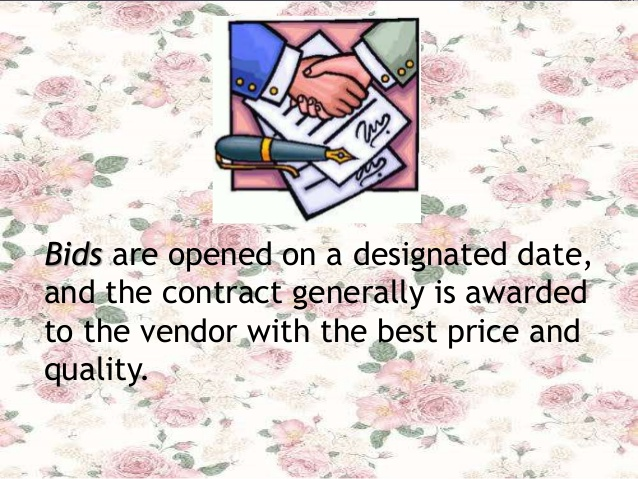 Bids are opened on a designated date,
and the contract generally is awarded
to the vendor with the best price and
quality.